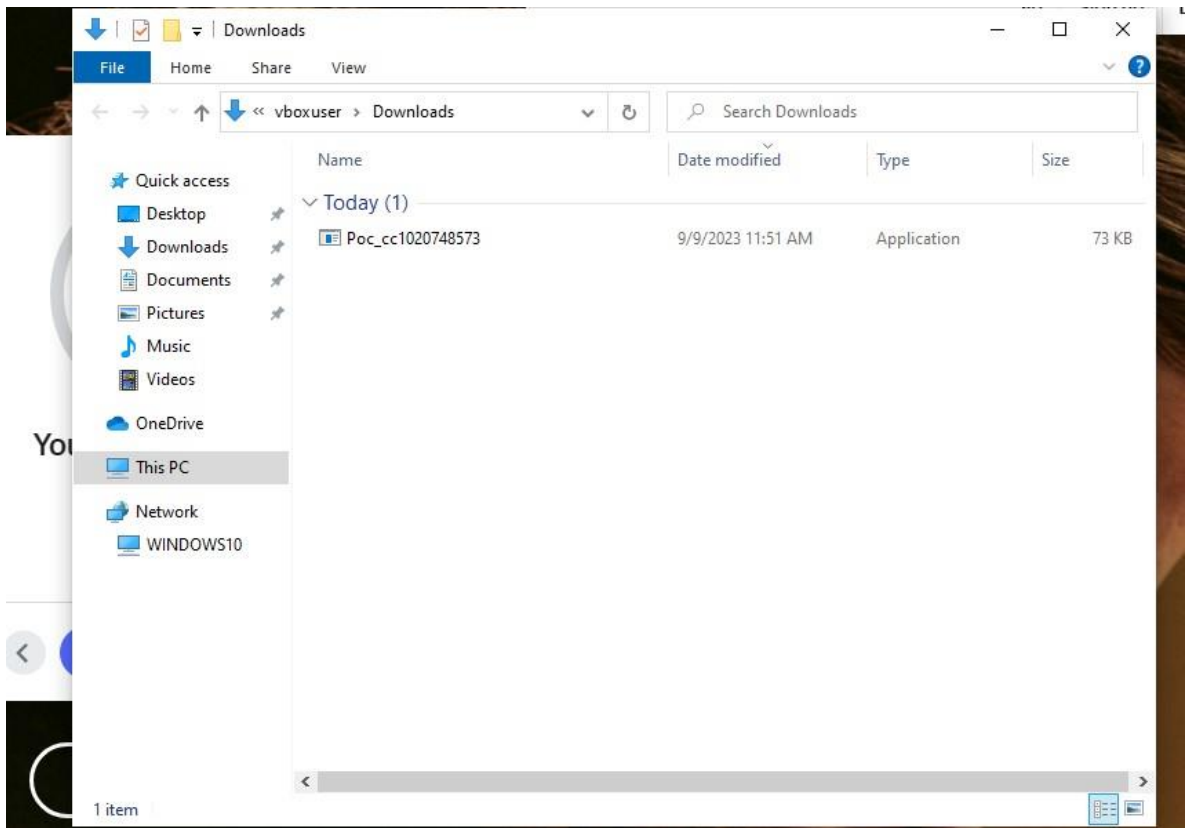 Downloads
File Home Share View
« vboxuser › Downloads
Search Downloads
Name Date modified Type Size
Quick access
Today (1)
Desktop
Poc_cc1020748573 9/9/2023 11:51 AM Application 73 KB
Downloads
Documents
Pictures
Music
Videos
OneDrive
You
This PC
Network
WINDOWS10
1 item